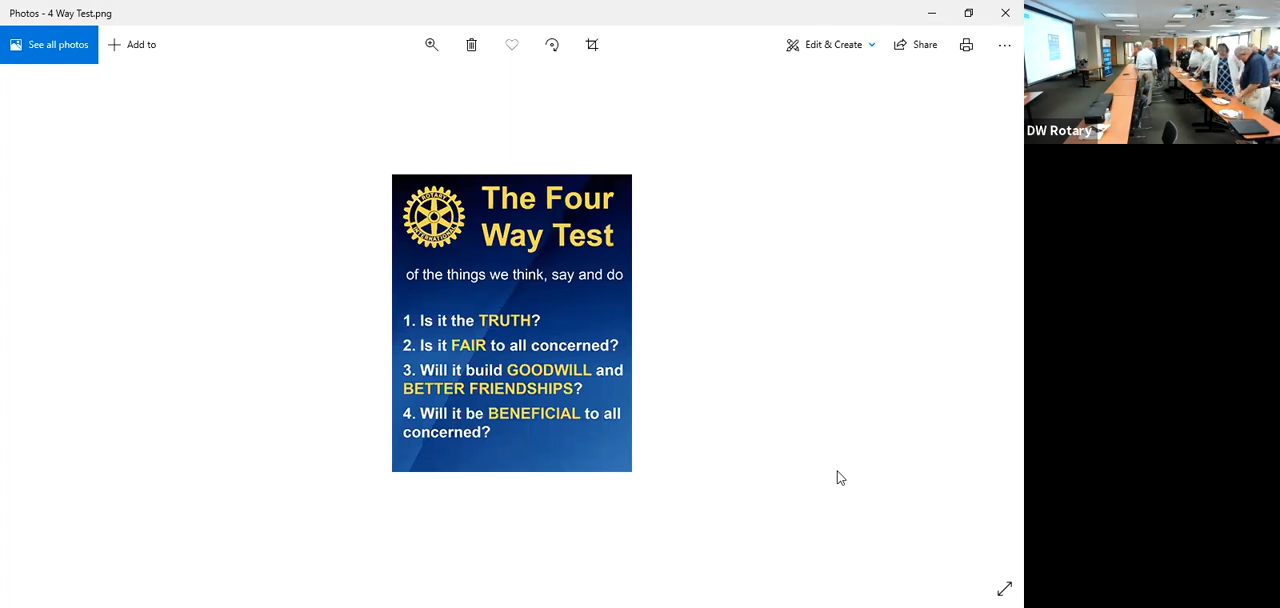 Photos - 4 Way Test.png
See all photos
Add to
Edit & Create
Share
DW Rotary
ROTARY
INTERNATIONAL
The Four
Way Test
of the things we think, say and do
1. Is it the TRUTH?
2. Is it FAIR to all concerned?
3. Will it build GOODWILL and
BETTER FRIENDSHIPS?
4. Will it be BENEFICIAL to all
concerned?